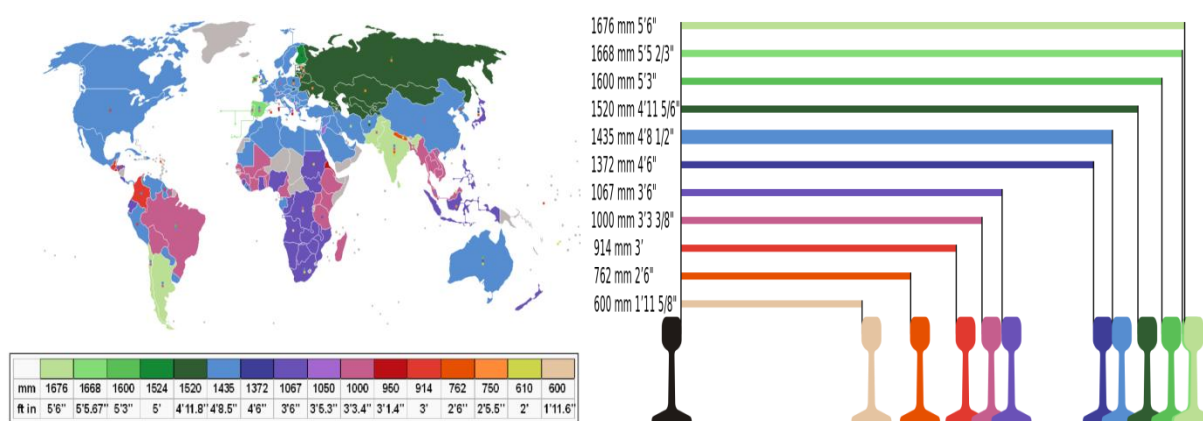 1676 mm 5'6"
1668 mm 5'5 2/3"
1600 mm 5'3"
1520 mm 4'11 5/6"
1435 mm 4'8 1/2"
1372 mm 4'6"
1067 mm 3'6"
1000 mm 3'3 3/8"
914 mm 3'
762 mm 2'6"
600 mm 1'11 5/8"
mm 1676 1668 1600 1524 1520 1435 1372 1067 1050 1000 950 914 762 750 610 600
ft in 5'6" 5'5.67" 5'3" 5' 4'11.8" 4'8.5" 4'6" 3'6" 3'5.3" 3'3.4" 3'1.4" 3' 2'6" 2'5.5" 2' 1'11.6"